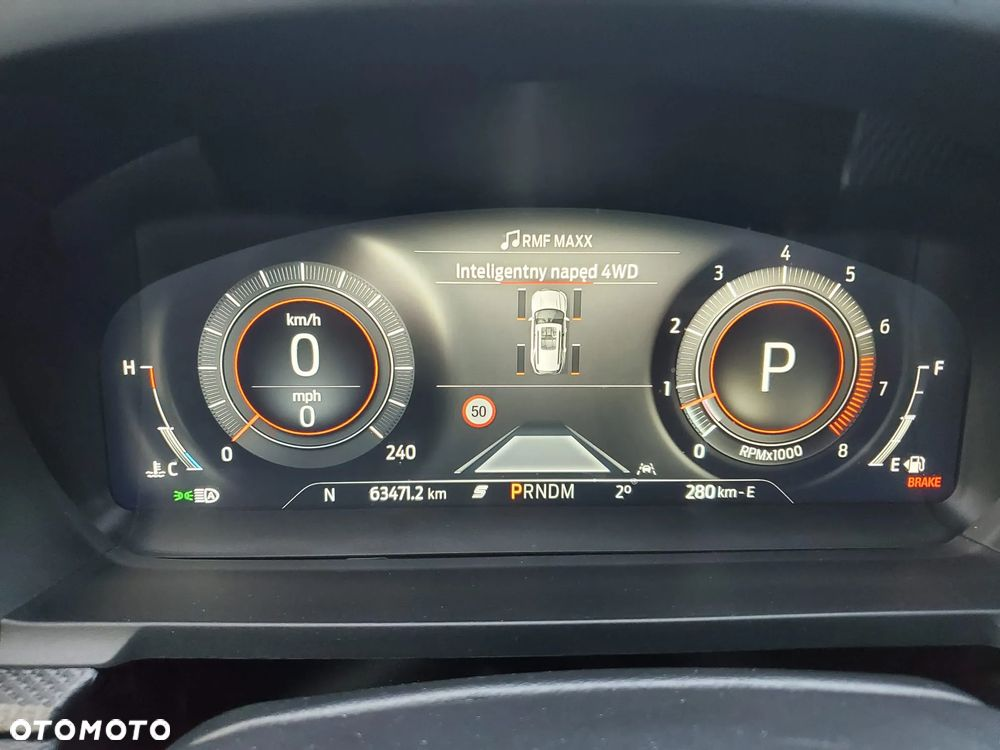 RMF MAXX
Inteligentny napęd 4WD
km/h
0
mph
0
0
240
H
C
50
P
0
1
2
3
4
5
6
7
8
RPMx1000
F
E
BRAKE
A
N 63471.2 km S PRNDM 2° 280 km - E
OTOMOTO